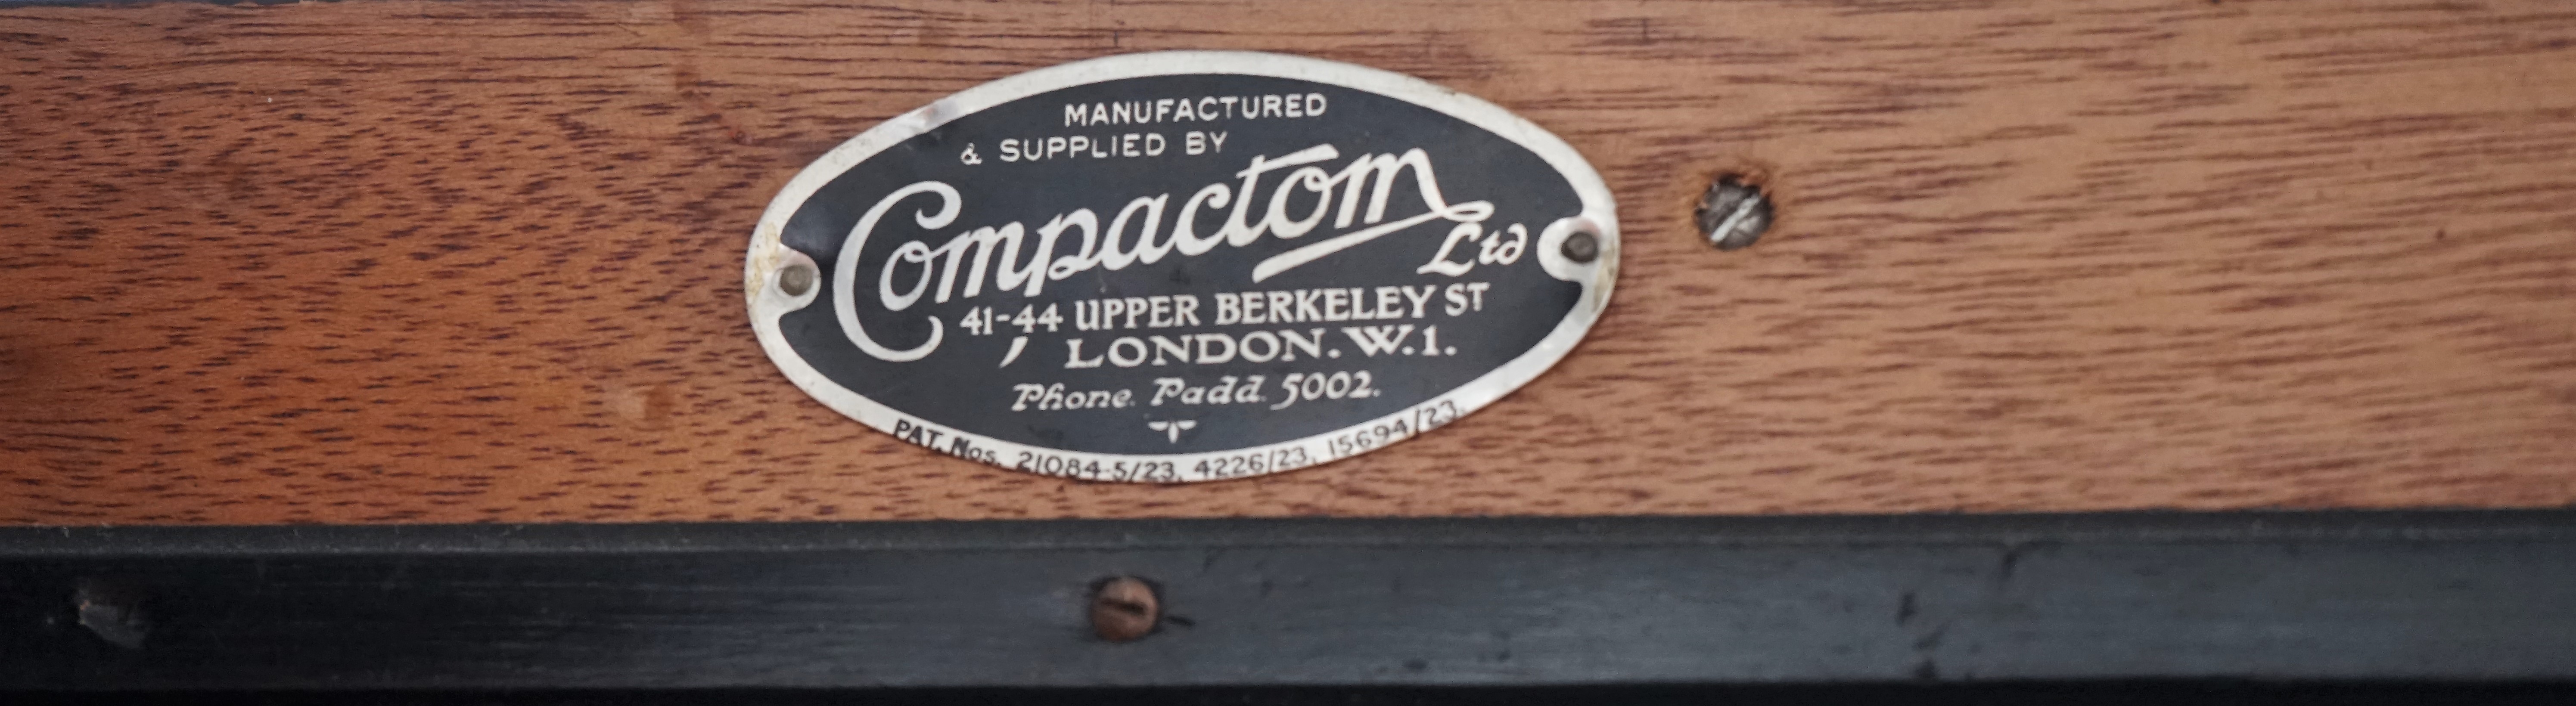 MANUFACTURED
& SUPPLIED BY
Compactom
Ltd
41-44 UPPER BERKELEY ST
LONDON. W.1.
Phone. Padd. 5002.
PAT. Nos. 21084-5/23, 4226/23, 15694/23.